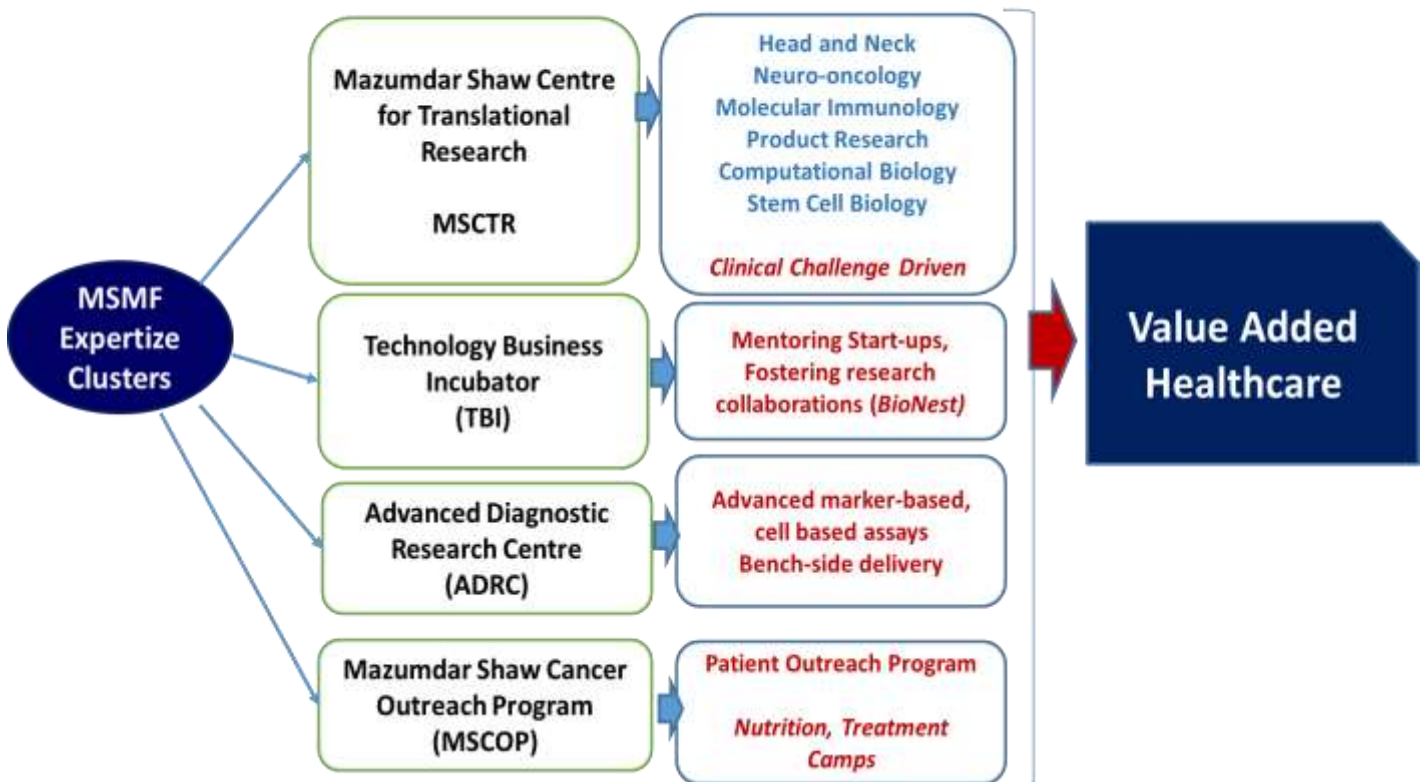 MSMF
Expertize
Clusters
Mazumdar Shaw Centre
for Translational
Research
MSCTR
Head and Neck
Neuro-oncology
Molecular Immunology
Product Research
Computational Biology
Stem Cell Biology
Clinical Challenge Driven
Technology Business
Incubator
(TBI)
Mentoring Start-ups,
Fostering research
collaborations (BioNest)
Advanced Diagnostic
Research Centre
(ADRC)
Advanced marker-based,
cell based assays
Bench-side delivery
Mazumdar Shaw Cancer
Outreach Program
(MSCOP)
Patient Outreach Program
Nutrition, Treatment
Camps
Value Added
Healthcare